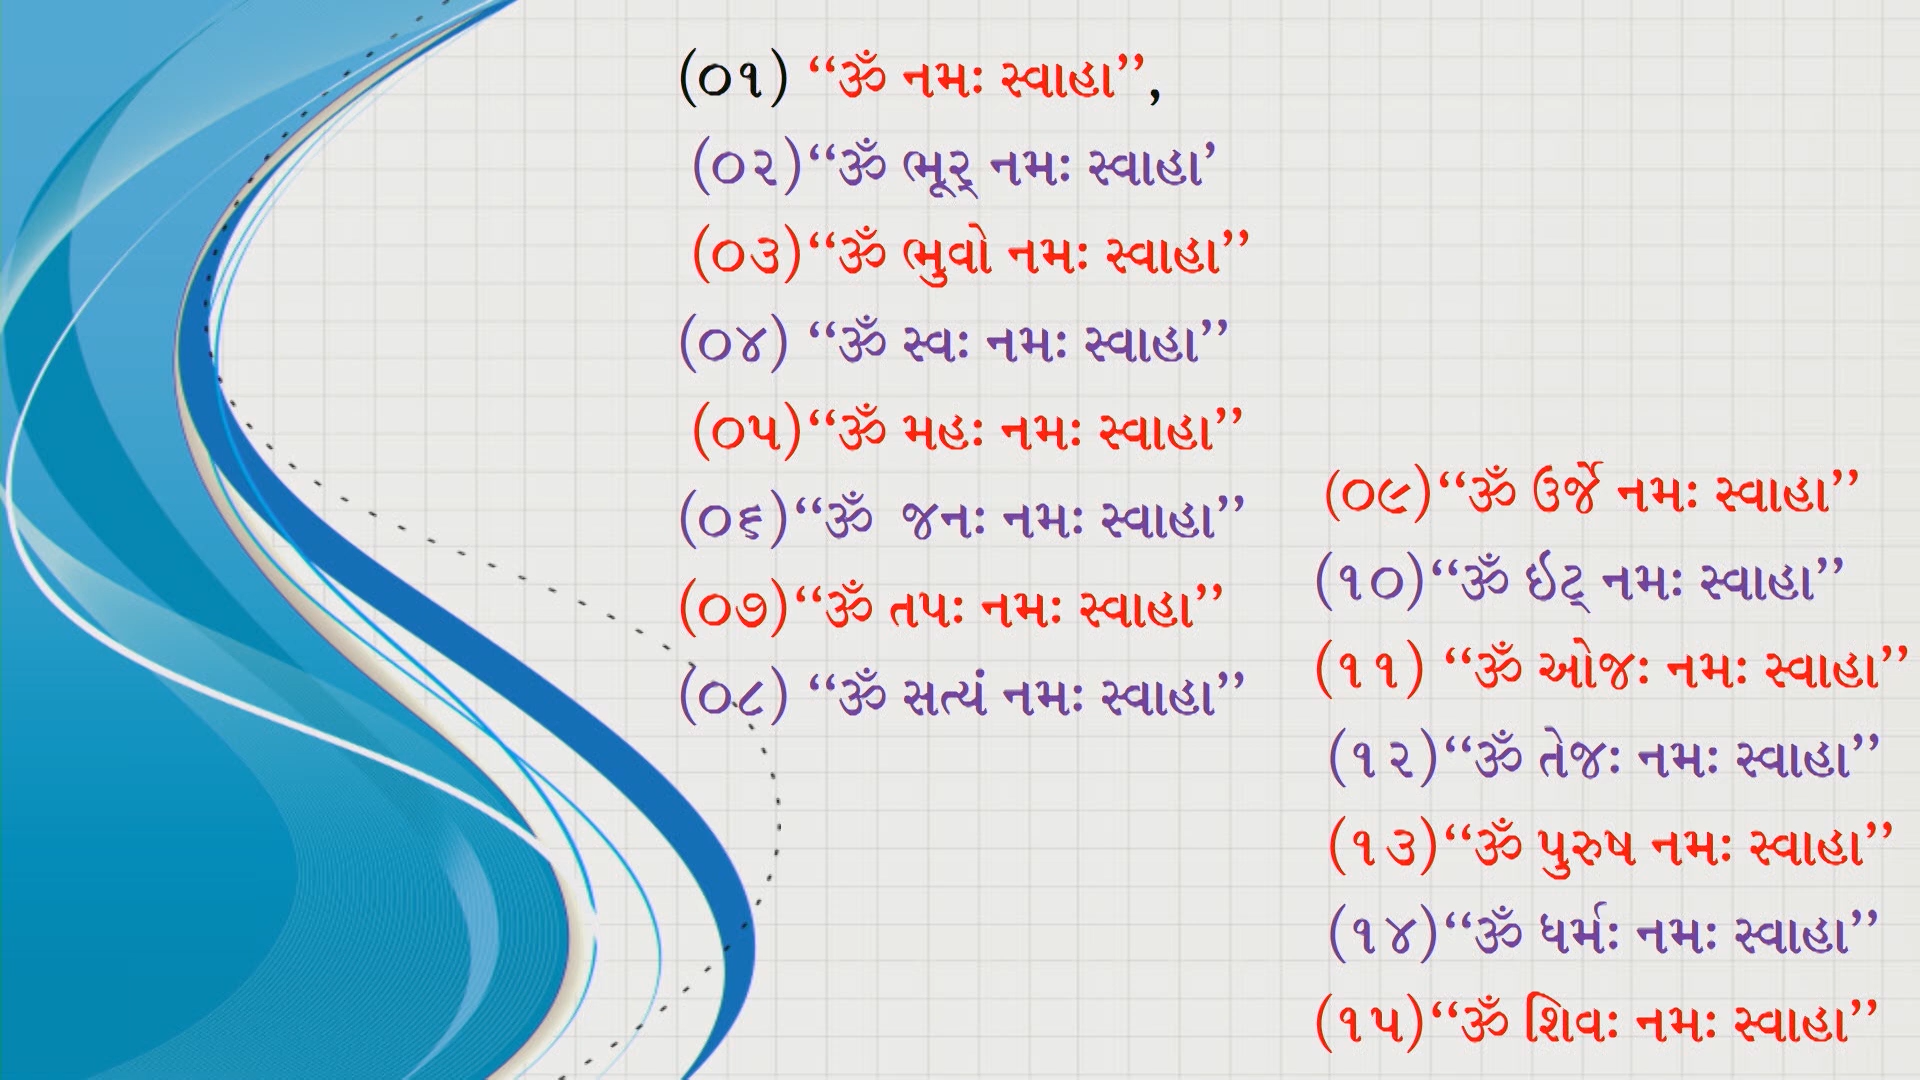 (૦૧) “ૐ નમઃ સ્વાહા”,
(૦૨)“ૐ ભૂર્ નમઃ સ્વાહા’
(૦૩)“ૐ ભુવો નમઃ સ્વાહા”
(૦૪) “ૐ સ્વઃ નમઃ સ્વાહા”
(૦૫)“ૐ મહઃ નમઃ સ્વાહા”
(૦૬)“ૐ જનઃ નમઃ સ્વાહા”
(૦૭)“ૐ તપઃ નમઃ સ્વાહા”
(૦૮) “ૐ સત્યં નમઃ સ્વાહા”
(૦૯)“ૐ ઉર્જે નમઃ સ્વાહા”
(૧૦)“ૐ ઇટ્ નમઃ સ્વાહા”
(૧૧) “ૐ ઓજઃ નમઃ સ્વાહા”
(૧૨)“ૐ તેજઃ નમઃ સ્વાહા”
(૧૩)“ૐ પુરુષ નમઃ સ્વાહા”
(૧૪)“ૐ ધર્મઃ નમઃ સ્વાહા”
(૧૫)“ૐ શિવઃ નમઃ સ્વાહા”